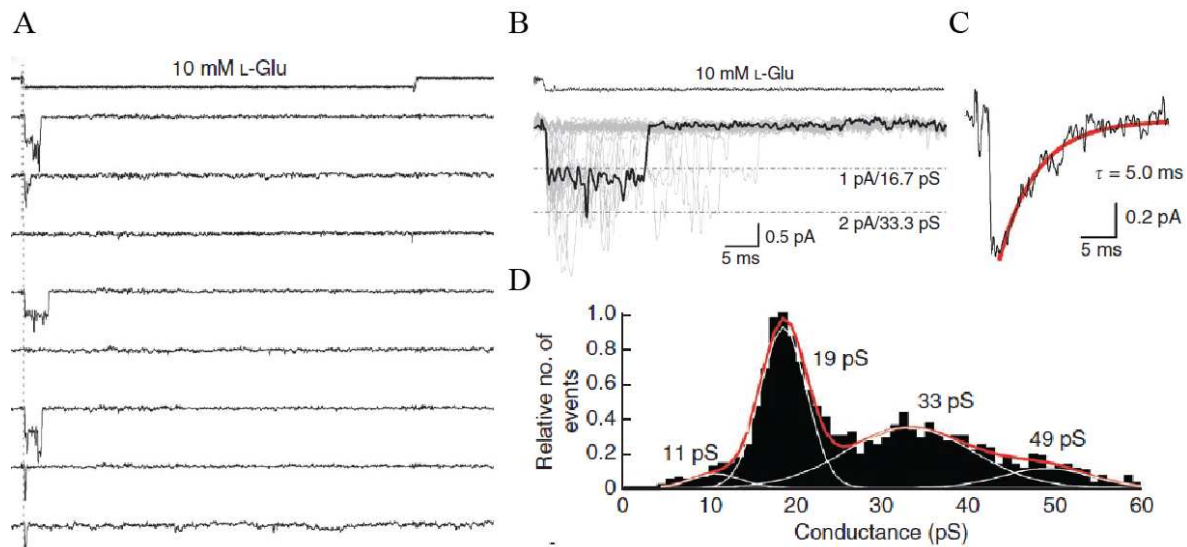 A
10 mM L-Glu
B
10 mM L-Glu
1 pA/16.7 pS
2 pA/33.3 pS
0.5 pA
5 ms
C
τ = 5.0 ms
0.2 pA
5 ms
D
Relative no. of
events
1.0
0.8
0.6
0.4
0.2
0
11 pS
19 pS
33 pS
49 pS
0 10 20 30 40 50 60
Conductance (pS)